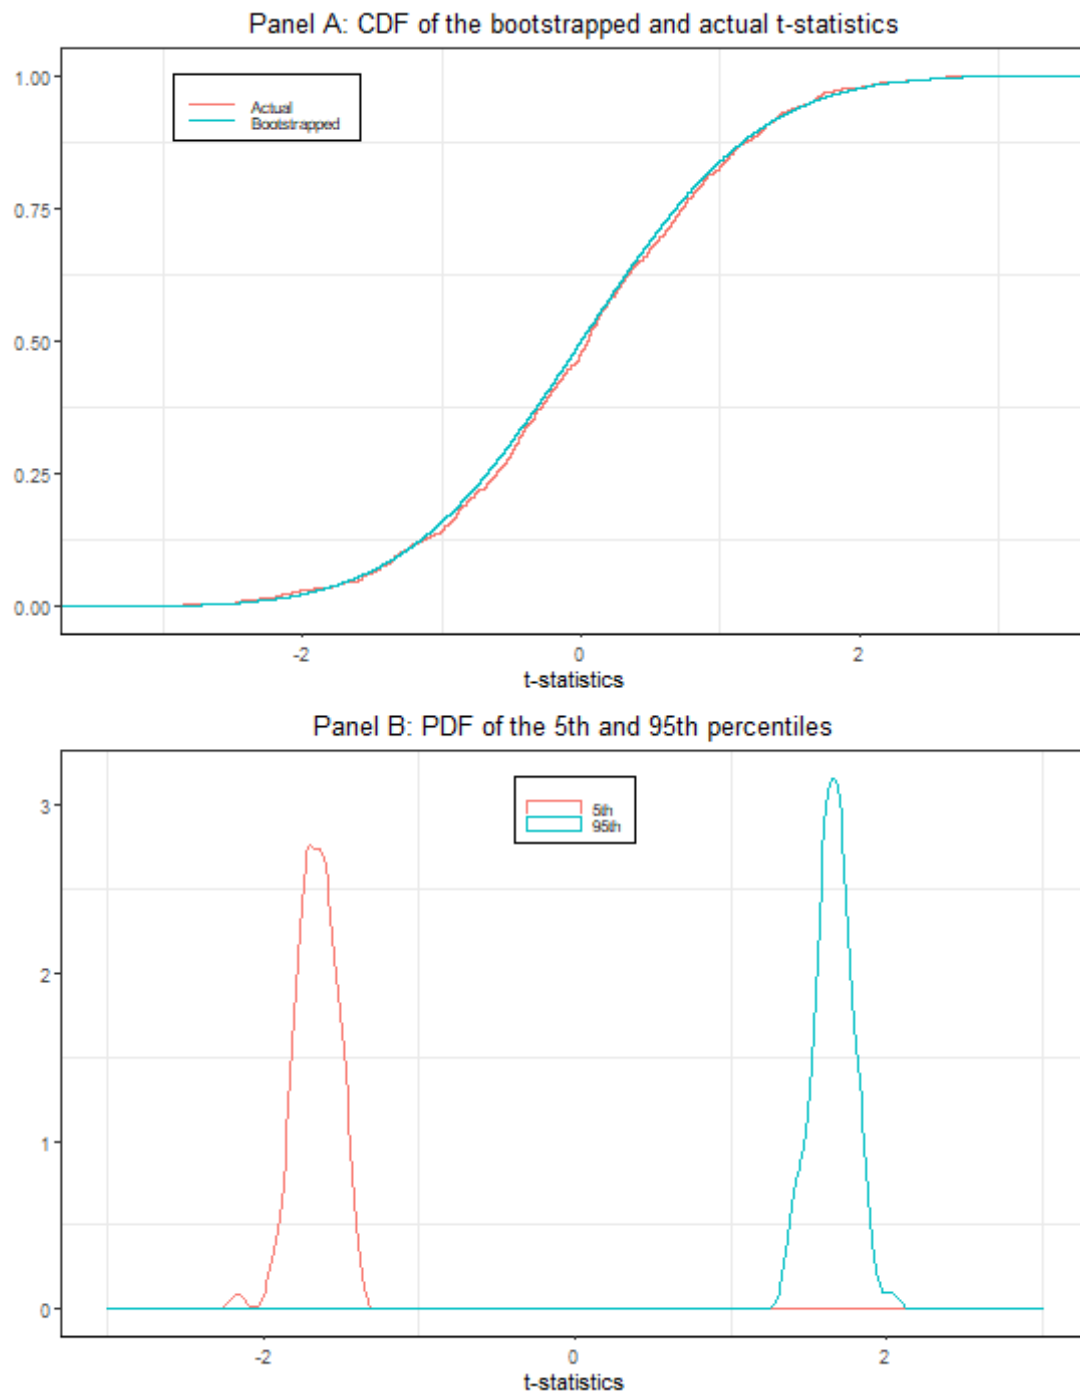 Panel A: CDF of the bootstrapped and actual t-statistics
1.00
Actual
Bootstrapped
0.75
0.50
0.25
0.00
-2 0 2
t-statistics
Panel B: PDF of the 5th and 95th percentiles
3
5th
95th
2
1
0
-2 0 2
t-statistics